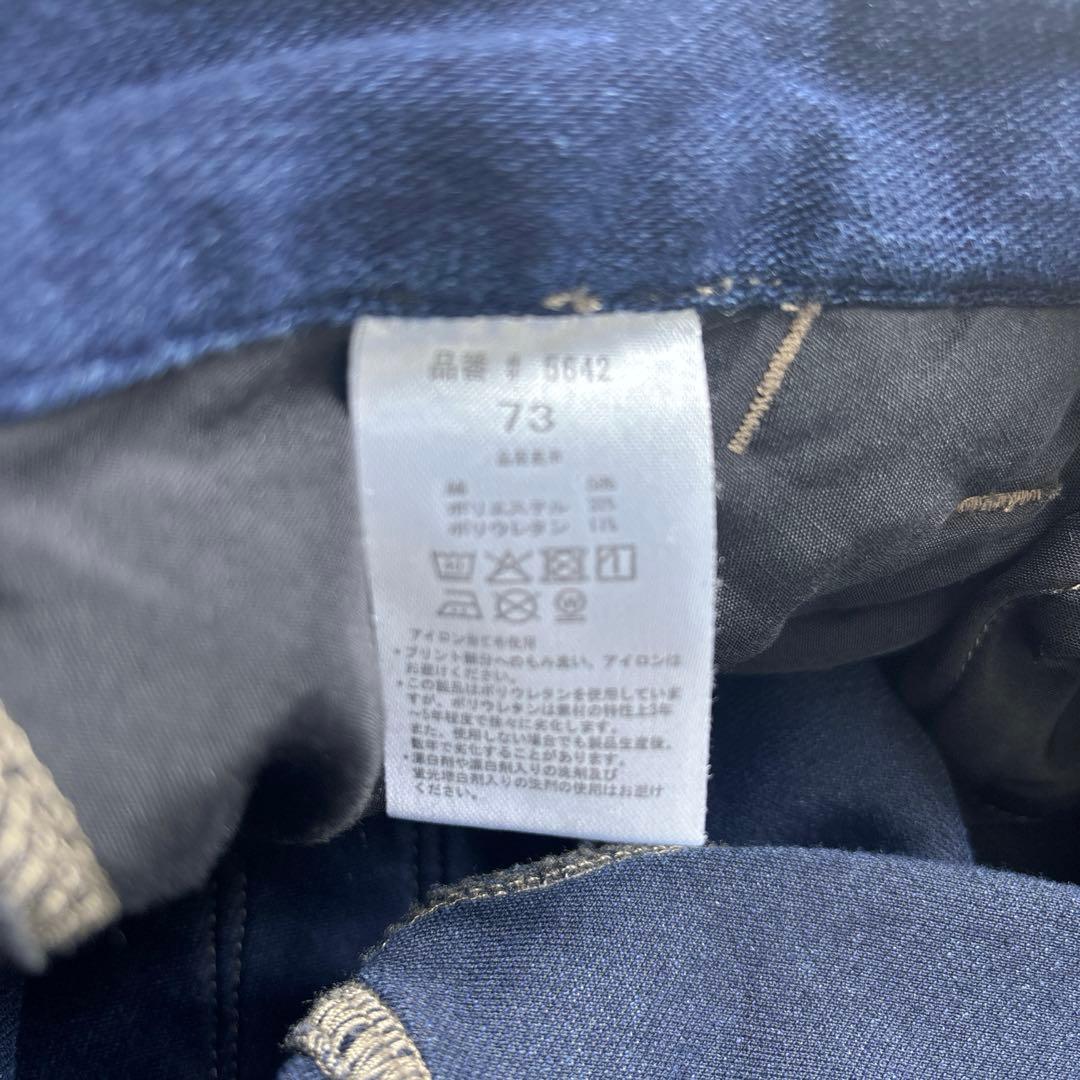 品番 # 5642
73
品質表示
綿
ポリエステル
ポリウレタン
アイロン当て布使用
*プリント部分へのもみ洗い、アイロンは
お避けください。
*この製品はポリウレタンを使用していま
すが、ポリウレタンは素材の特性上3年
~5年程度で徐々に劣化します。
また、使用しない場合でも製品生産後、
数年で劣化することがあります。
*漂白剤や漂白剤入りの洗剤及び
蛍光増白剤入りの洗剤の使用はお避け
ください。